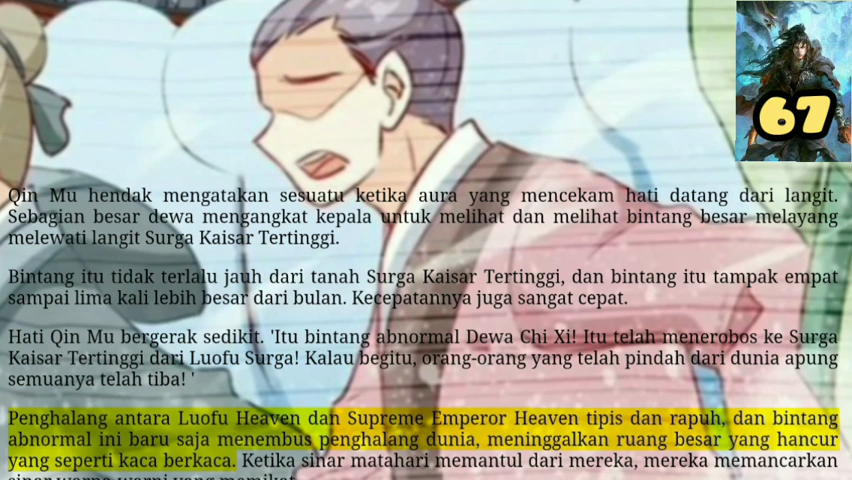 67
Qin Mu hendak mengatakan sesuatu ketika aura yang mencekam hati datang dari langit.
Sebagian besar dewa mengangkat kepala untuk melihat dan melihat bintang besar melayang
melewati langit Surga Kaisar Tertinggi.
Bintang itu tidak terlalu jauh dari tanah Surga Kaisar Tertinggi, dan bintang itu tampak empat
sampai lima kali lebih besar dari bulan. Kecepatannya juga sangat cepat.
Hati Qin Mu bergerak sedikit. 'Itu bintang abnormal Dewa Chi Xi! Itu telah menerobos ke Surga
Kaisar Tertinggi dari Luofu Surga! Kalau begitu, orang-orang yang telah pindah dari dunia apung
semuanya telah tiba! '
Penghalang antara Luofu Heaven dan Supreme Emperor Heaven tipis dan rapuh, dan bintang
abnormal ini baru saja menembus penghalang dunia, meninggalkan ruang besar yang hancur
yang seperti kaca berkaca. Ketika sinar matahari memantul dari mereka, mereka memancarkan